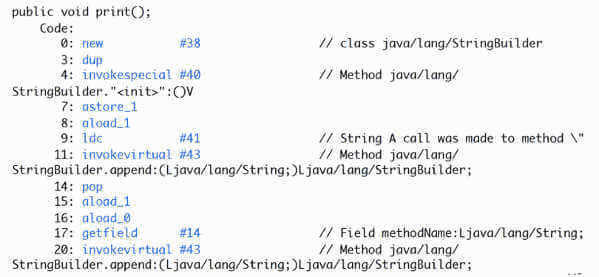 public void print();
Code:
0: new #38 // class java/lang/StringBuilder
3: dup
4: invokespecial #40 // Method java/lang/
StringBuilder."<init>":()V
7: astore_1
8: aload_1
9: ldc #41 // String A call was made to method \"
11: invokevirtual #43 // Method java/lang/
StringBuilder.append:(Ljava/lang/String;)Ljava/lang/StringBuilder;
14: pop
15: aload_1
16: aload_0
17: getfield #14 // Field methodName:Ljava/lang/String;
20: invokevirtual #43 // Method java/lang/
StringBuilder.append:(Ljava/lang/String;)Ljava/lang/StringBuilder;